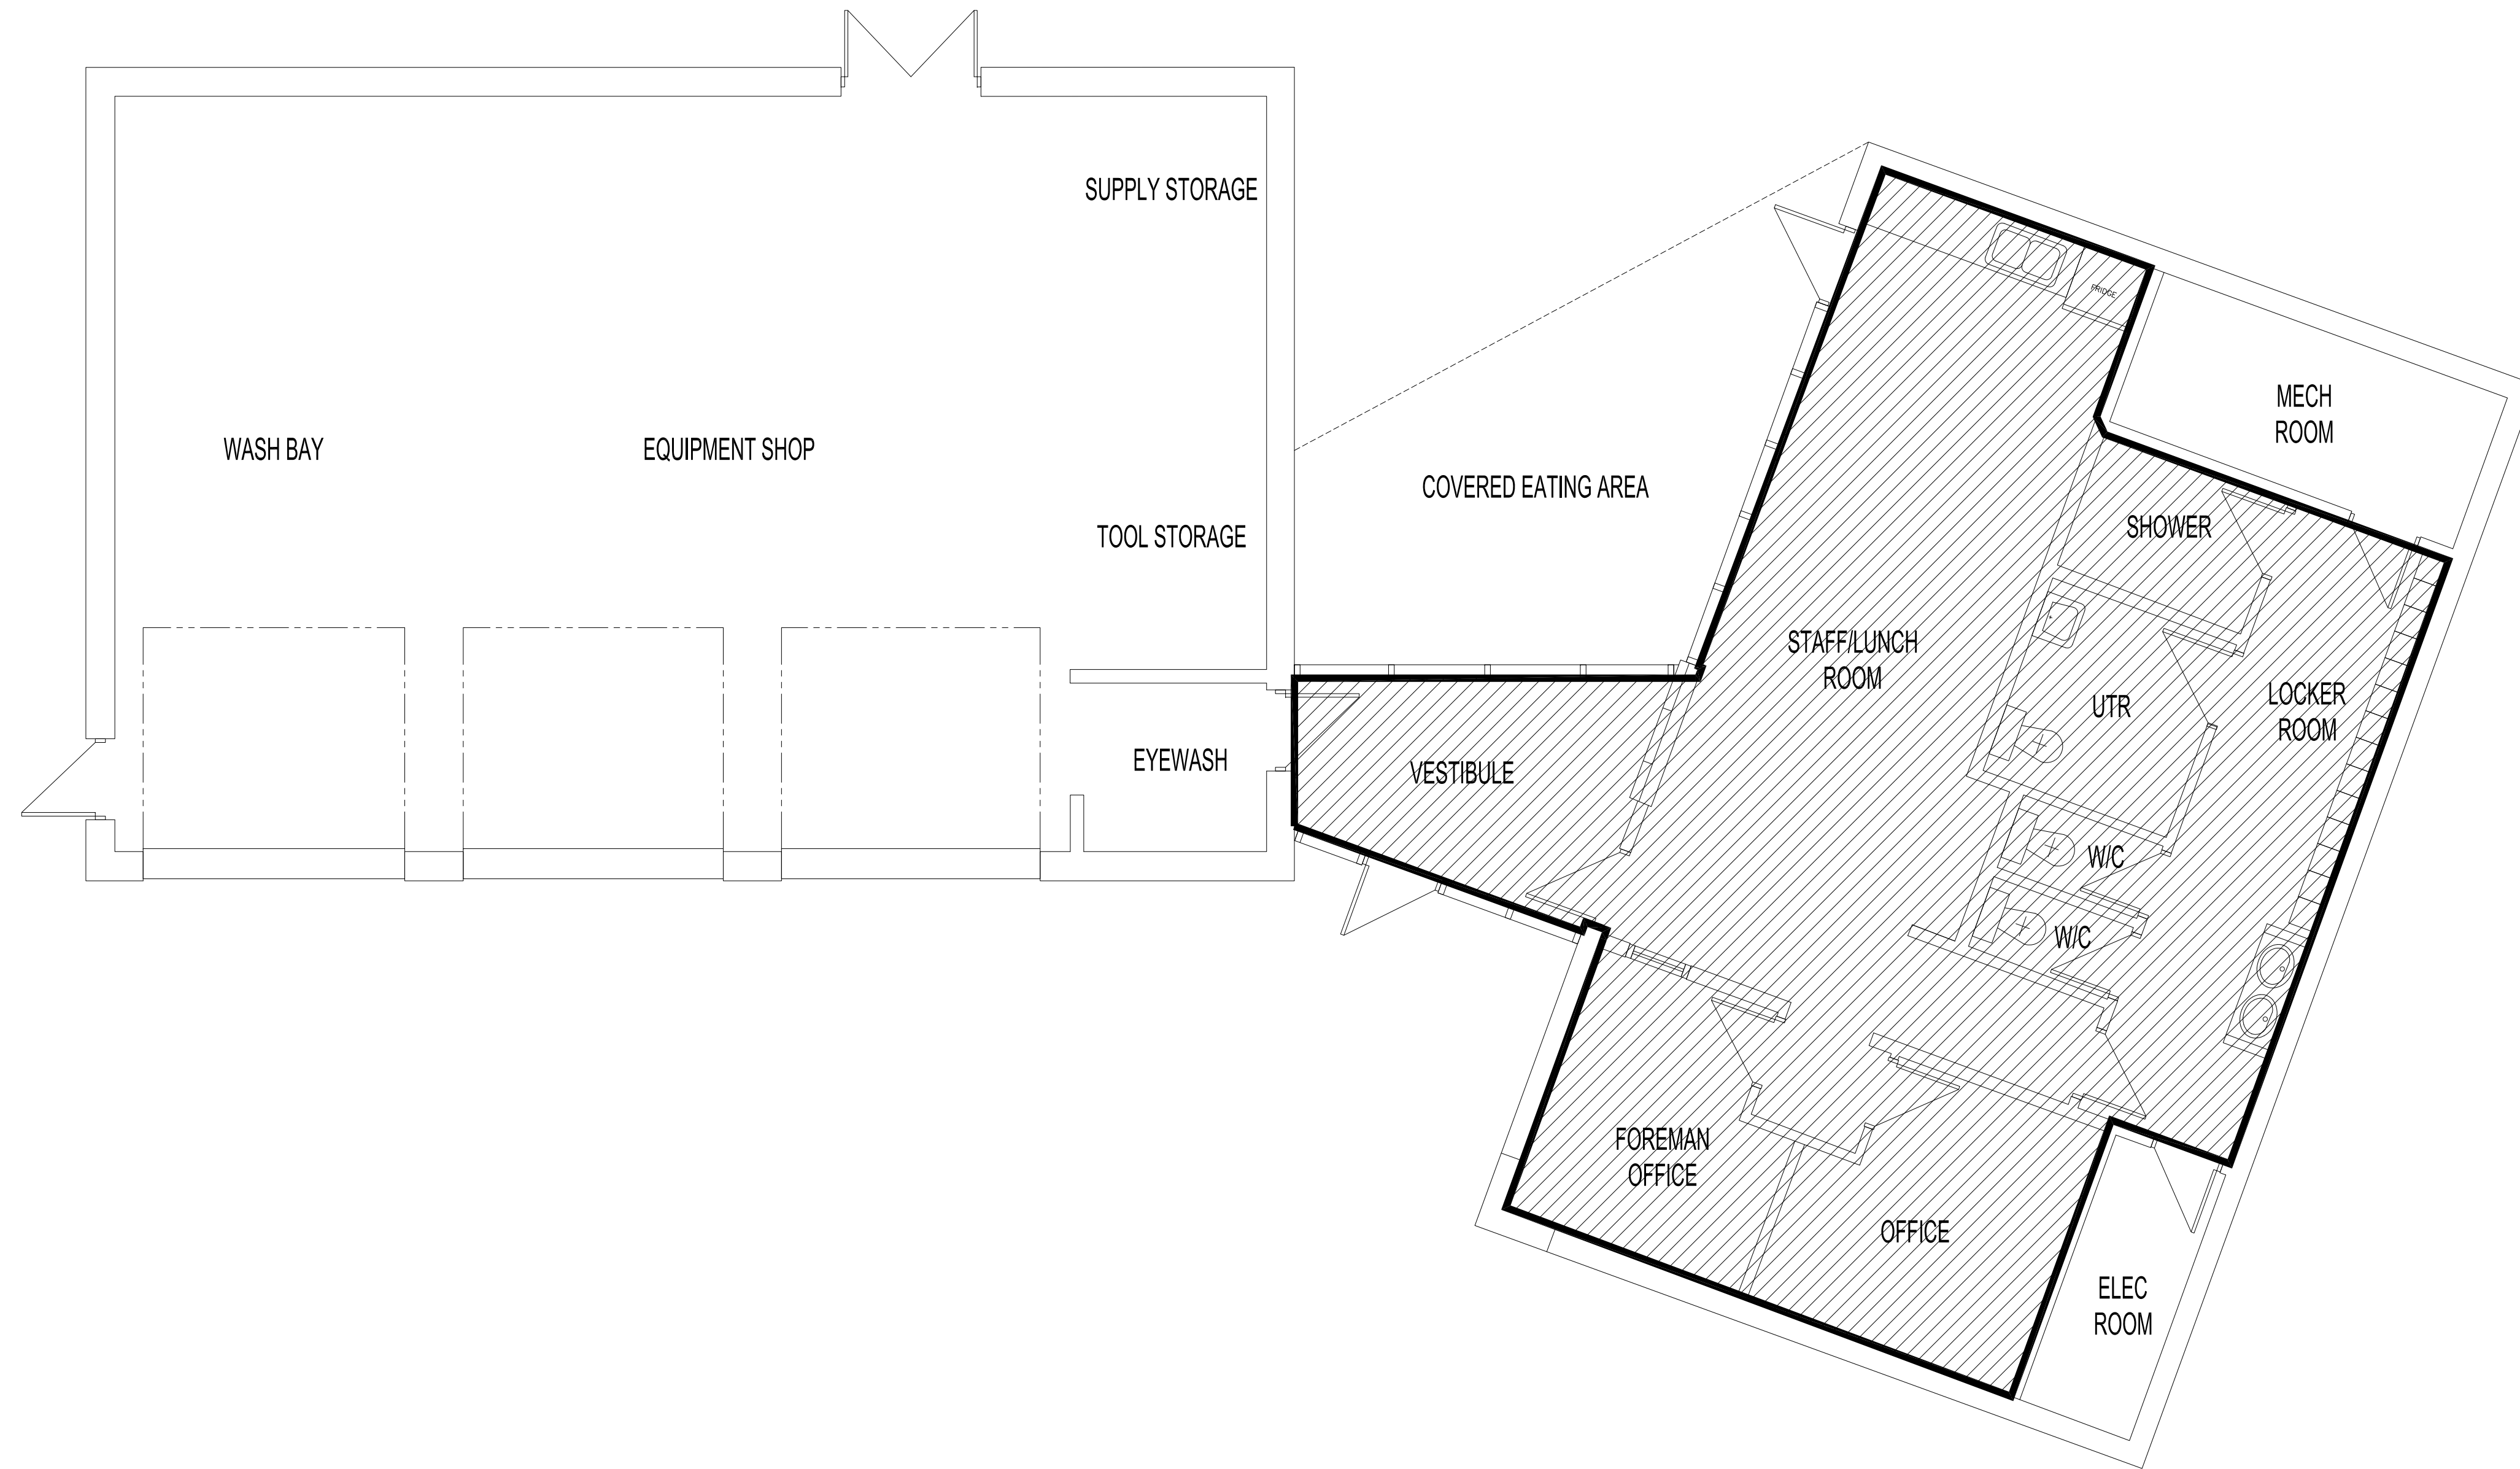 SUPPLY STORAGE
FRIDGE
MECH
ROOM
WASH BAY
EQUIPMENT SHOP
COVERED EATING AREA
TOOL STORAGE
SHOWER
STAFF/LUNCH
ROOM
UTR
LOCKER
ROOM
EYEWASH
VESTIBULE
W/C
W/C
FOREMAN
OFFICE
OFFICE
ELEC
ROOM